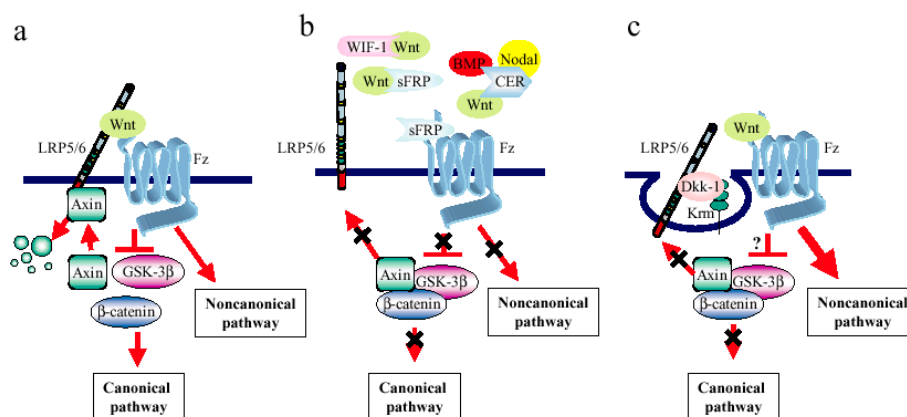 a
LRP5/6
Wnt
Fz
Axin
Axin
GSK-3β
β-catenin
Noncanonical
pathway
Canonical
pathway
b
WIF-1 Wnt
BMP
Nodal
Wnt sFRP
CER
Wnt
sFRP
LRP5/6
Fz
Axin
GSK-3β
β-catenin
Noncanonical
pathway
Canonical
pathway
c
Wnt
LRP5/6
Fz
Dkk-1
Krm
?
Axin
GSK-3β
β-catenin
Noncanonical
pathway
Canonical
pathway